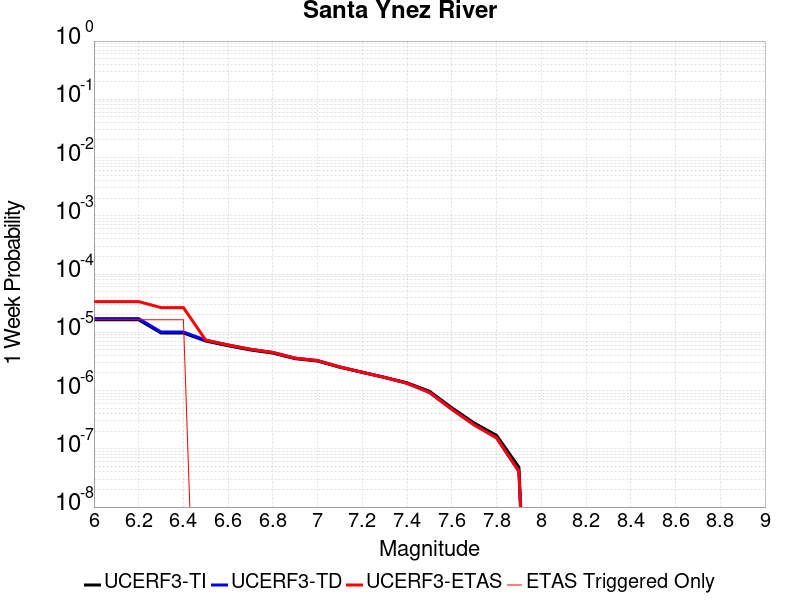 Santa Ynez River
10 0
10 -1
10 -2
10 -3
10 -4
10 -5
10 -6
10 -7
10 -8
1 Week Probability
6 6.2 6.4 6.6 6.8 7 7.2 7.4 7.6 7.8 8 8.2 8.4 8.6 8.8 9
Magnitude
UCERF3-TI UCERF3-TD UCERF3-ETAS ETAS Triggered Only